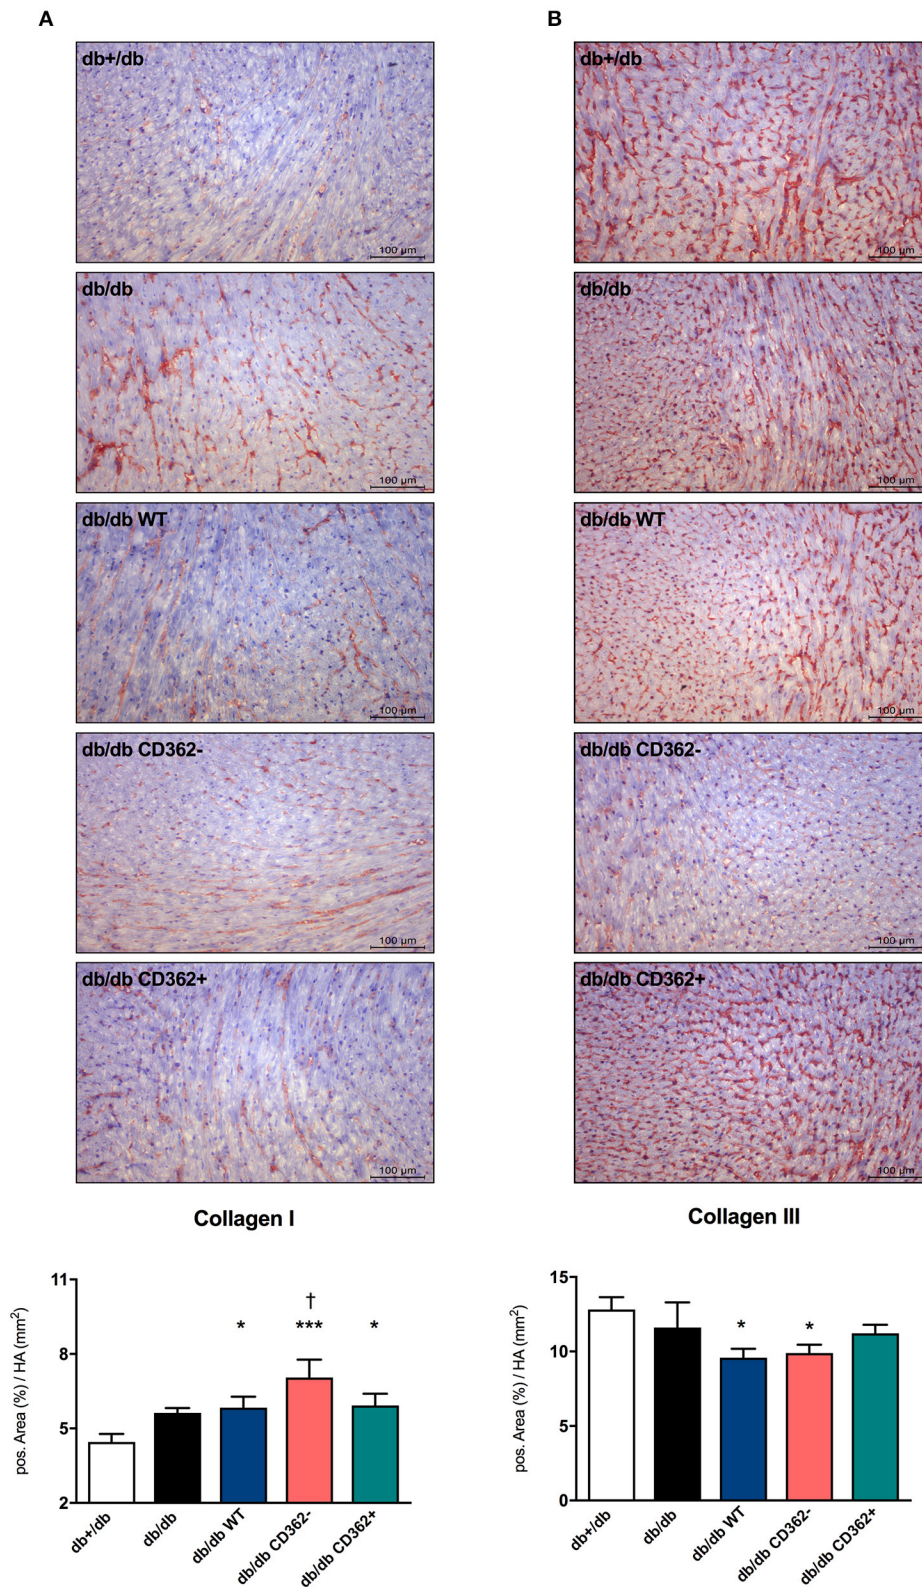 A
B
db+/db
100 µm
db+/db
100 µm
db/db
100 µm
db/db
100 µm
db/db WT
100 µm
db/db WT
100 µm
db/db CD362-
100 µm
db/db CD362-
100 µm
db/db CD362+
100 µm
db/db CD362+
100 µm
Collagen I
pos. Area (%) / HA (mm²)
11
8
5
2
*
†
***
*
db+/db
db/db
db/db WT
db/db CD362-
db/db CD362+
Collagen III
pos. Area (%) / HA (mm²)
15
10
5
0
*
*
db+/db
db/db
db/db WT
db/db CD362-
db/db CD362+